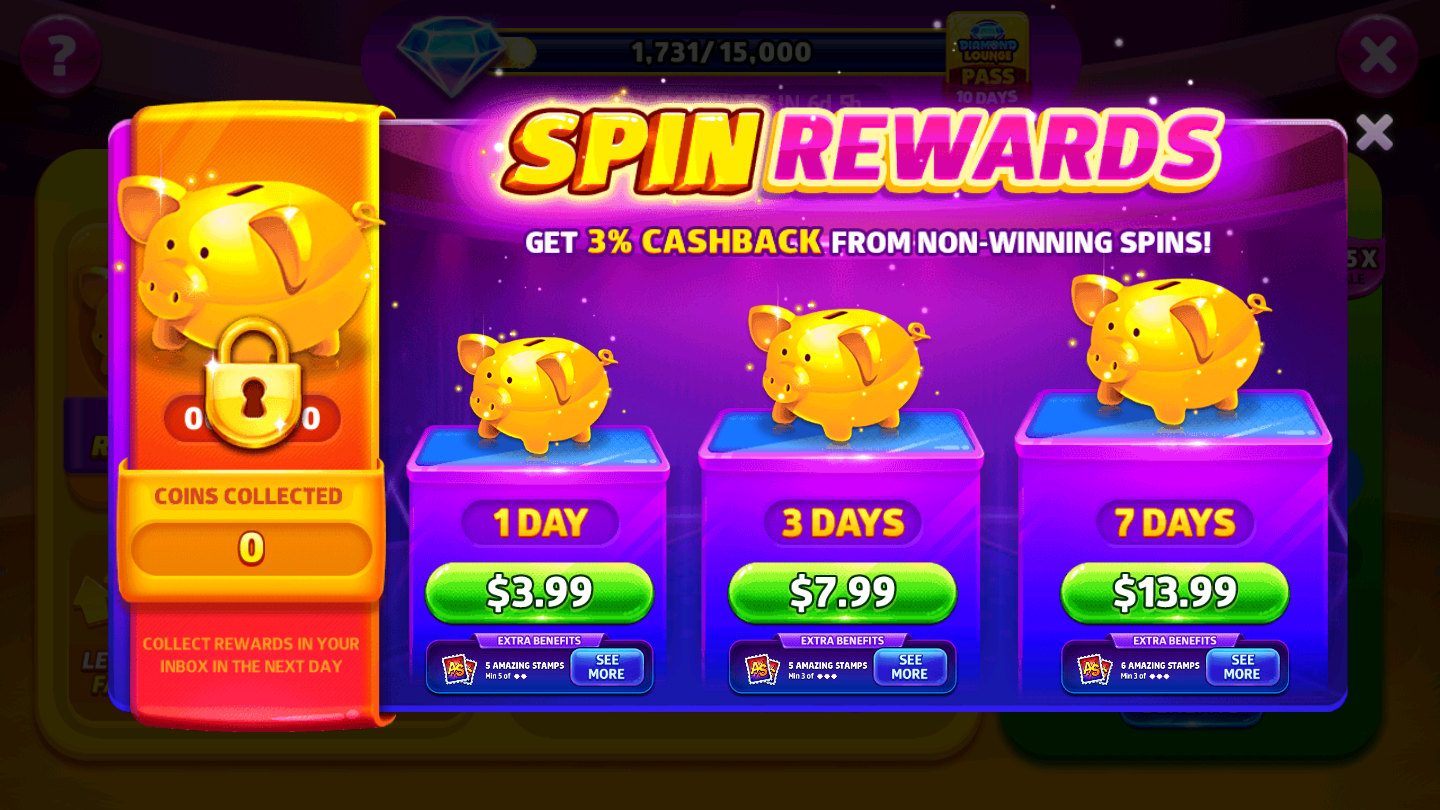 ?
1,731/15,000
DIAMOND
LOUNGE
PASS
10 DAYS
SPIN REWARDS
GET 3% CASHBACK FROM NON-WINNING SPINS!
COINS COLLECTED
0
COLLECT REWARDS IN YOUR
INBOX IN THE NEXT DAY
1 DAY
$3.99
EXTRA BENEFITS
5 AMAZING STAMPS
Min 5 of
SEE
MORE
3 DAYS
$7.99
EXTRA BENEFITS
5 AMAZING STAMPS
Min 3 of
SEE
MORE
7 DAYS
$13.99
EXTRA BENEFITS
6 AMAZING STAMPS
Min 3 of
SEE
MORE